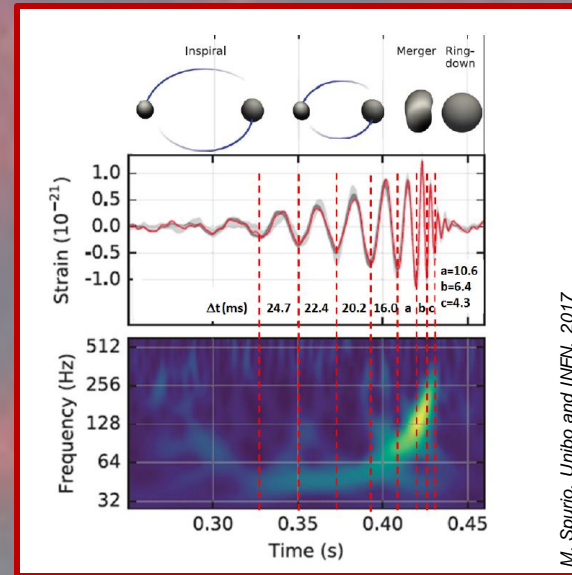 Inspiral
Merger Ring-
down
Strain (10⁻²¹)
1.0
0.5
0.0
-0.5
-1.0
a=10.6
b=6.4
c=4.3
Δt(ms) 24.7 22.4 20.2 16.0 a b c
Frequency (Hz)
512
256
128
64
32
0.30 0.35 0.40 0.45
Time (s)
M. Spurio, Unibo and INFN, 2017